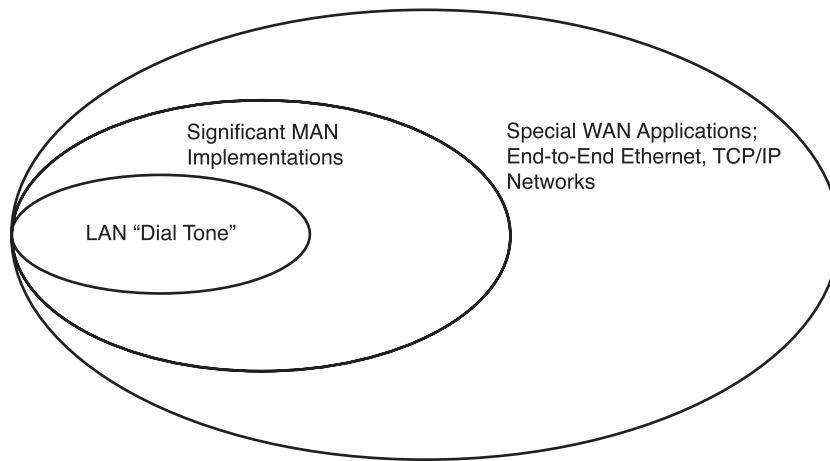 Significant MAN
Implementations
Special WAN Applications;
End-to-End Ethernet, TCP/IP
Networks
LAN “Dial Tone”